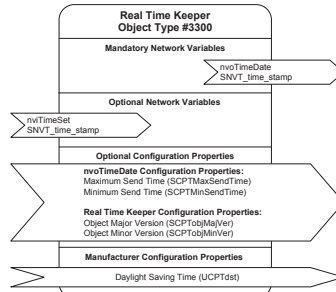 Real Time Keeper
Object Type #3300
Mandatory Network Variables
nvoTimeDate
SNVT_time_stamp
Optional Network Variables
nviTimeSet
SNVT_time_stamp
Optional Configuration Properties
nvoTimeDate Configuration Properties:
Maximum Send Time (SCPTMaxSendTime)
Minimum Send Time (SCPTMinSendTime)
Real Time Keeper Configuration Properties:
Object Major Version (SCPTobjMajVer)
Object Minor Version (SCPTobjMinVer)
Manufacturer Configuration Properties
Daylight Saving Time (UCPTdst)